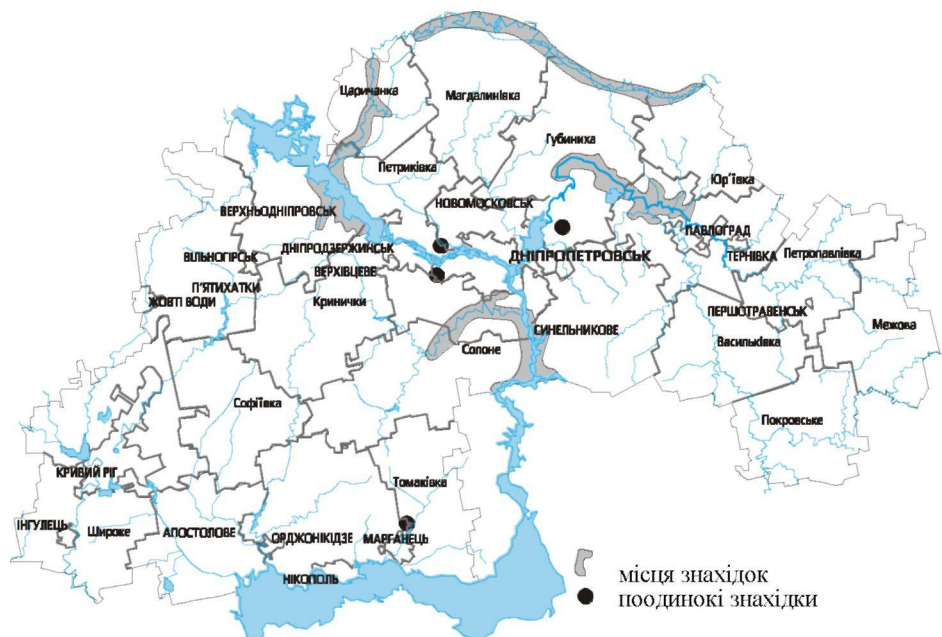 Царичанка
Магдалинівка
Губиниха
Петриківка
Юр'ївка
НОВОМОСКОВСЬК
ВЕРХНЬОДНІПРОВСЬК
ПАВЛОГРАД
ДНІПРОДЗЕРЖИНСЬК
ДНІПРОПЕТРОВСЬК
ТЕРНІВКА
Петропавлівка
ВІЛЬНОГІРСЬК
ВЕРХІВЦЕВЕ
П'ЯТИХАТКИ
ЖОВТІ ВОДИ
Кринички
ПЕРШОТРАВЕНСЬК
СИНЕЛЬНИКОВЕ
Межова
Васильківка
Солоне
Софіївка
Покровське
КРИВИЙ РІГ
Томаківка
ІНГУЛЕЦЬ
Широке
АПОСТОЛОВЕ
ОРДЖОНІКІДЗЕ
МАРГАНЕЦЬ
НІКОПОЛЬ
місця знахідок
поодинокі знахідки